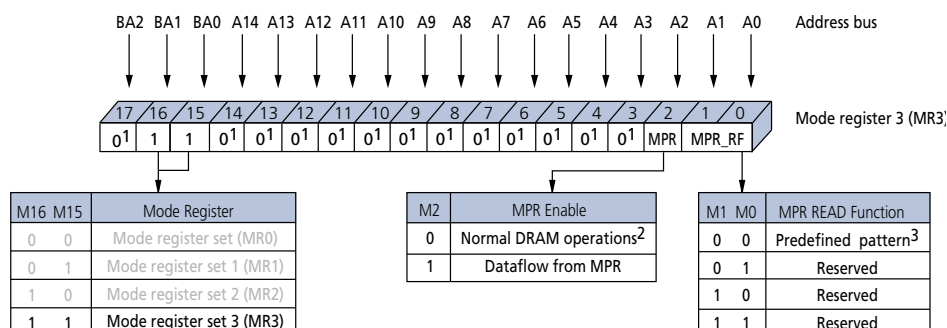 BA2 BA1 BA0 A14 A13 A12 A11 A10 A9 A8 A7 A6 A5 A4 A3 A2 A1 A0 Address bus
17 16 15 14 13 12 11 10 9 8 7 6 5 4 3 2 1 0
Mode register 3 (MR3)
0¹ 1 1 0¹ 0¹ 0¹ 0¹ 0¹ 0¹ 0¹ 0¹ 0¹ 0¹ 0¹ 0¹ MPR MPR_RF
M16 M15 Mode Register
0 0 Mode register set (MR0)
0 1 Mode register set 1 (MR1)
1 0 Mode register set 2 (MR2)
1 1 Mode register set 3 (MR3)
M2 MPR Enable
0 Normal DRAM operations²
1 Dataflow from MPR
M1 M0 MPR READ Function
0 0 Predefined pattern³
0 1 Reserved
1 0 Reserved
1 1 Reserved